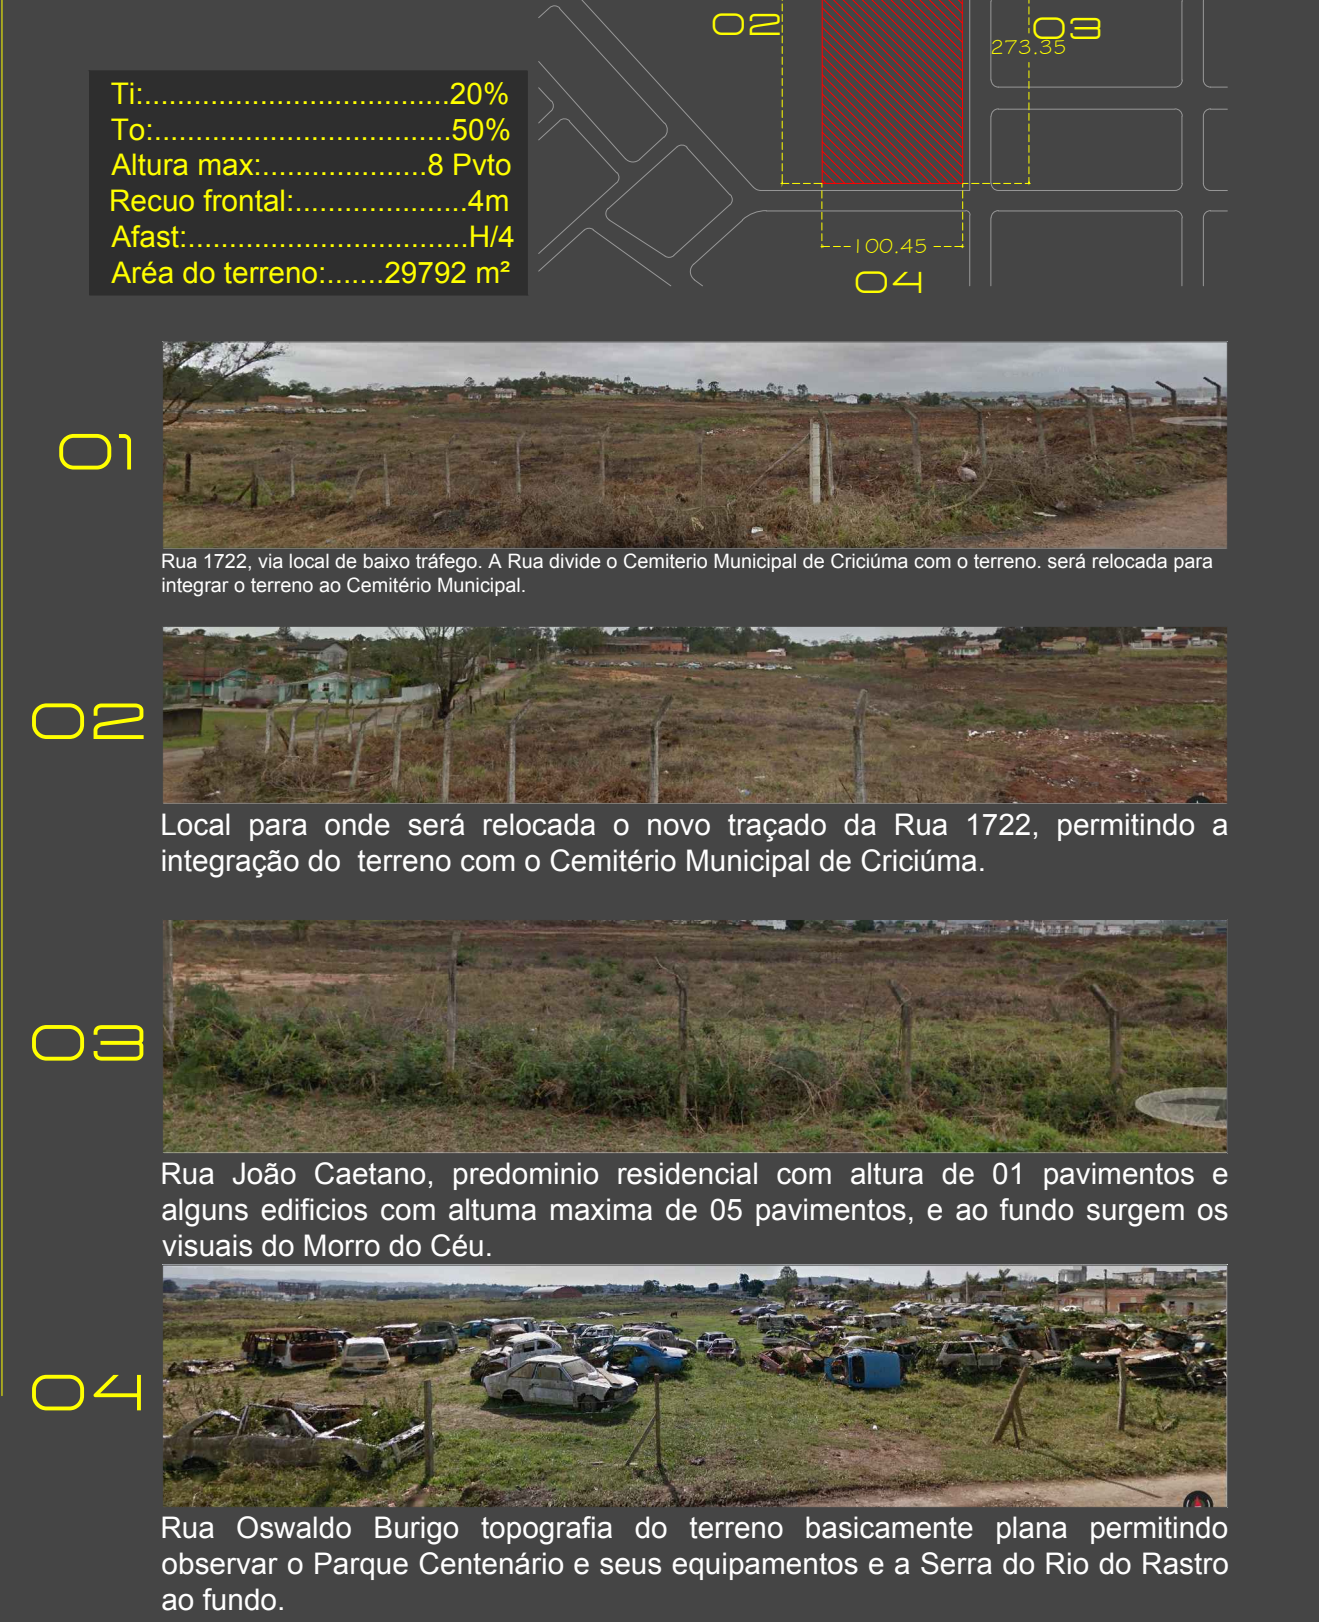 02
03
273.35
Ti:.....................................20%
To:....................................51%
Altura max:....................8 Pvto
Recuo frontal:.....................4m
Afast:..................................H/4
Aréa do terreno:.......29792 m²
100.45
04
01
Rua 1722, via local de baixo tráfego. A Rua divide o Cemiterio Municipal de Criciúma com o terreno. será relocada para
integrar o terreno ao Cemitério Municipal.
02
Local para onde será relocada o novo traçado da Rua 1722, permitindo a
integração do terreno com o Cemitério Municipal de Criciúma.
03
Rua João Caetano, predominio residencial com altura de 01 pavimentos e
alguns edificios com altuma maxima de 05 pavimentos, e ao fundo surgem os
visuais do Morro do Céu.
04
Rua Oswaldo Burigo topografia do terreno basicamente plana permitindo
observar o Parque Centenário e seus equipamentos e a Serra do Rio do Rastro
ao fundo.